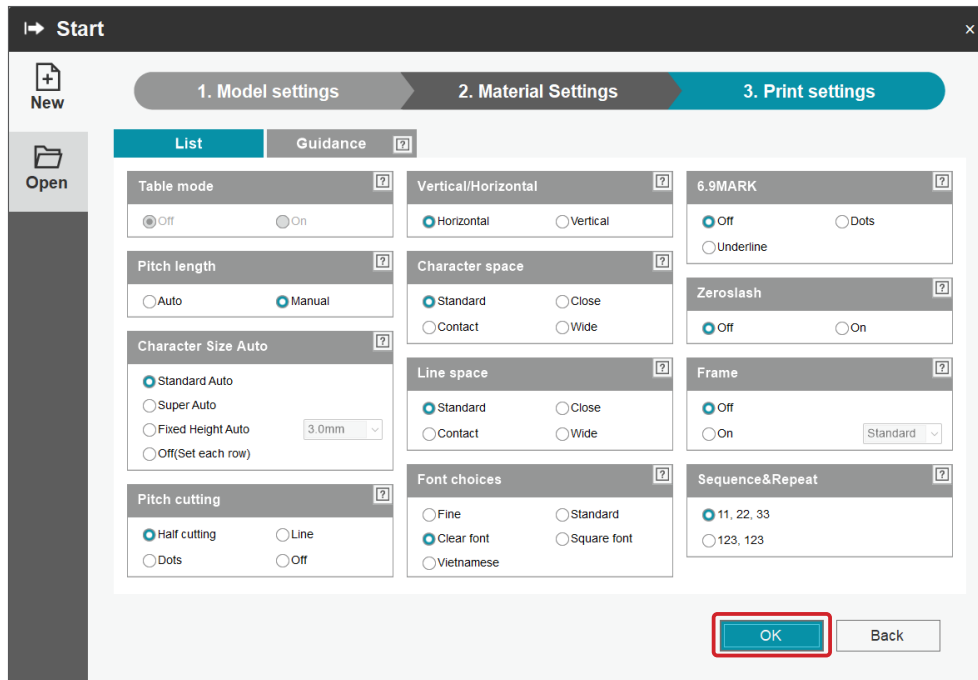 Start
×
New
Open
1. Model settings
2. Material Settings
3. Print settings
List
Guidance ?
Table mode ?
Off On
Pitch length ?
Auto Manual
Character Size Auto ?
Standard Auto
Super Auto
Fixed Height Auto 3.0mm
Off(Set each row)
Pitch cutting ?
Half cutting Line
Dots Off
Vertical/Horizontal ?
Horizontal Vertical
Character space ?
Standard Close
Contact Wide
Line space ?
Standard Close
Contact Wide
Font choices ?
Fine Standard
Clear font Square font
Vietnamese
6.9MARK ?
Off Dots
Underline
Zeroslash ?
Off On
Frame ?
Off
On Standard
Sequence&Repeat ?
11, 22, 33
123, 123
OK
Back